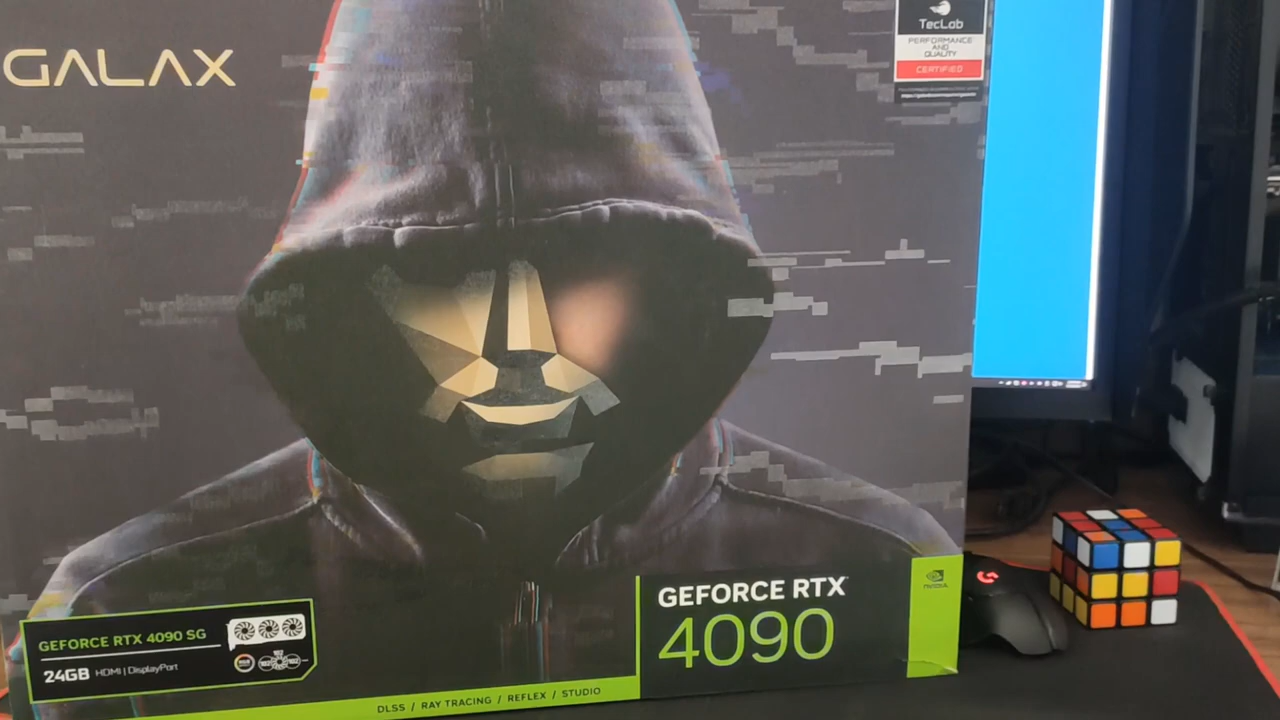 GALAX
TecLab
PERFORMANCE
AND
QUALITY
CERTIFIED
GEFORCE RTX 4090 SG
24GB HDMI | DisplayPort
GEFORCE RTX
4090
NVIDIA
DLSS / RAY TRACING / REFLEX / STUDIO